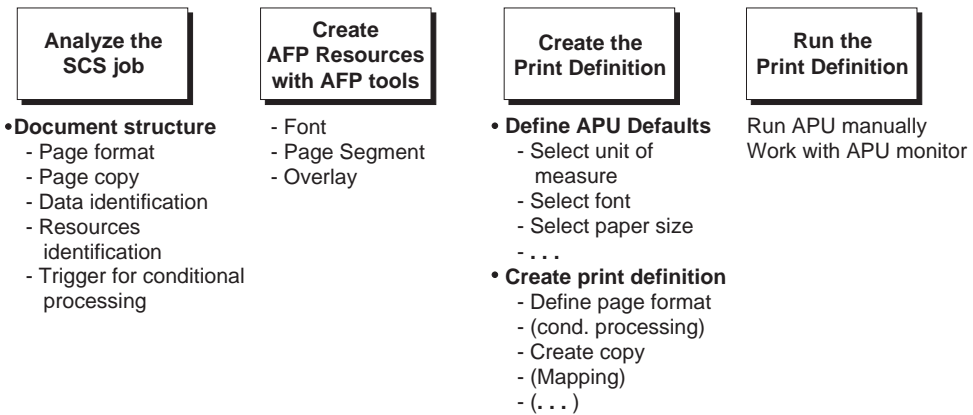 Analyze the
SCS job
•Document structure
- Page format
- Page copy
- Data identification
- Resources
identification
- Trigger for conditional
processing
Create
AFP Resources
with AFP tools
- Font
- Page Segment
- Overlay
Create the
Print Definition
• Define APU Defaults
- Select unit of
measure
- Select font
- Select paper size
- . . .
• Create print definition
- Define page format
- (cond. processing)
- Create copy
- (Mapping)
- (. . . )
Run the
Print Definition
Run APU manually
Work with APU monitor